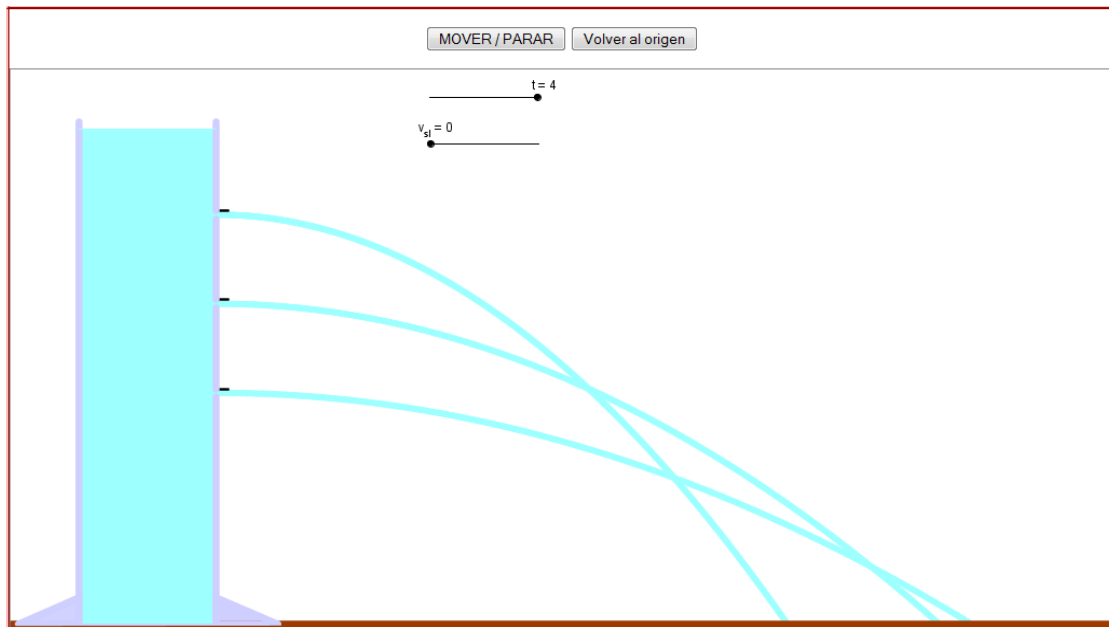 MOVER / PARAR Volver al origen
t = 4
vsl = 0